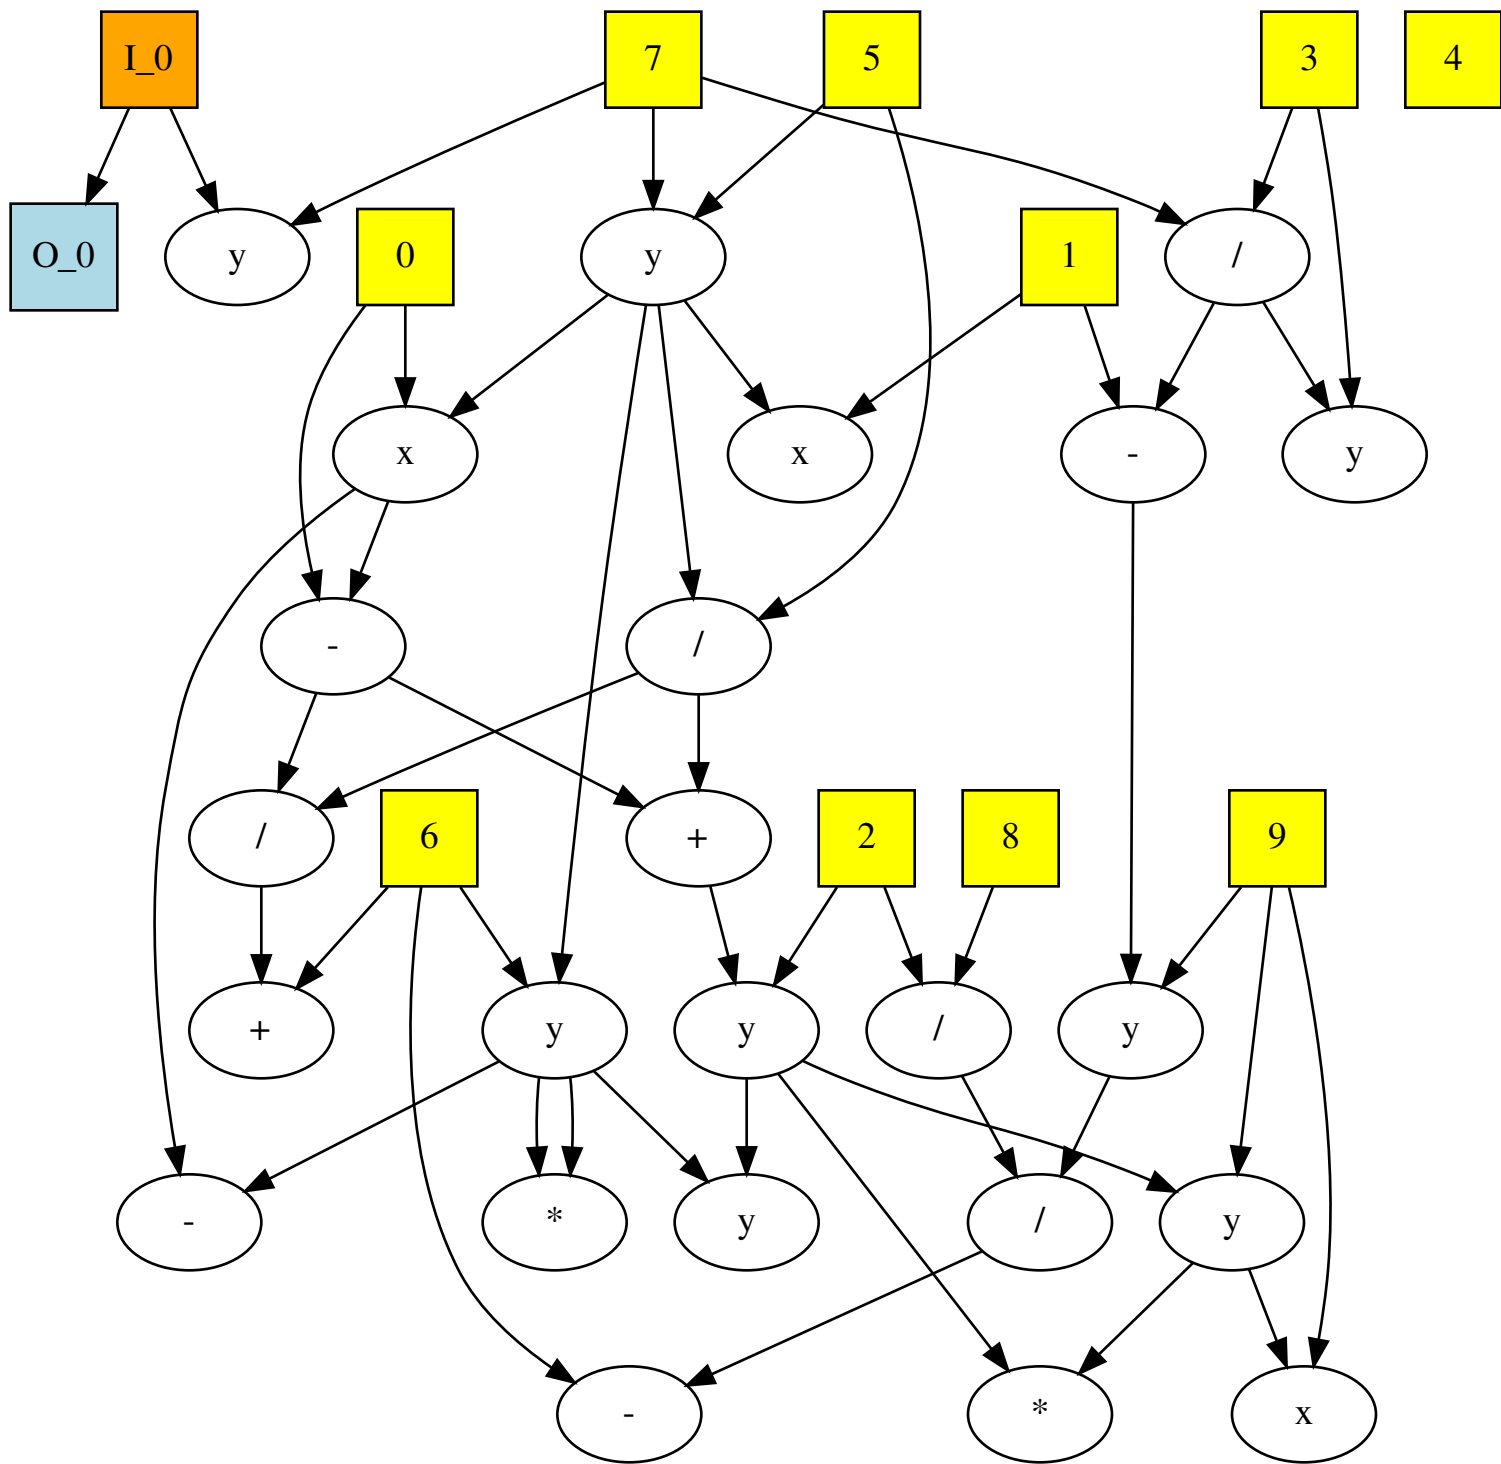 I_0 7 5 3 4
O_0 y 0 y 1 /
x x - y
- /
/ 6 + 2 8 9
+ y y / y
- * y / y
- * x